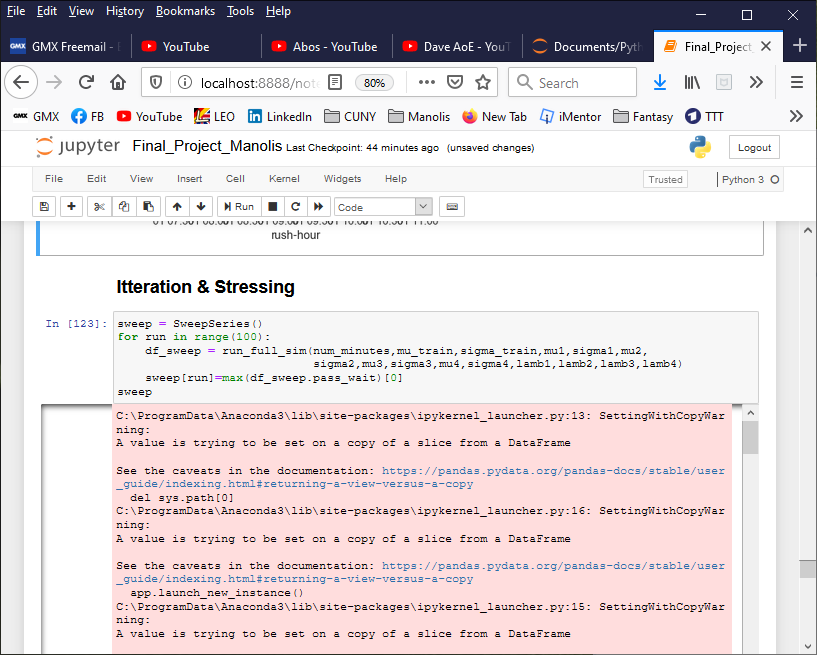 File Edit View History Bookmarks Tools Help
GMX Freemail - YouTube Abos - YouTube Dave AoE - YouT Documents/Pyth Final_Project_
localhost:8888/note 80% Search
GMX FB YouTube LEO LinkedIn CUNY Manolis New Tab iMentor Fantasy TTT
jupyter Final_Project_Manolis Last Checkpoint: 44 minutes ago (unsaved changes) Logout
File Edit View Insert Cell Kernel Widgets Help Trusted Python 3
Run Code
rush-hour
Itteration & Stressing
In [123]: sweep = SweepSeries()
for run in range(100):
df_sweep = run_full_sim(num_minutes,mu_train,sigma_train,mu1,sigma1,mu2,
sigma2,mu3,sigma3,mu4,sigma4,lamb1,lamb2,lamb3,lamb4)
sweep[run]=max(df_sweep.pass_wait)[0]
sweep
C:\ProgramData\Anaconda3\lib\site-packages\ipykernel_launcher.py:13: SettingWithCopyWar
ning:
A value is trying to be set on a copy of a slice from a DataFrame
See the caveats in the documentation: https://pandas.pydata.org/pandas-docs/stable/user
_guide/indexing.html#returning-a-view-versus-a-copy
del sys.path[0]
C:\ProgramData\Anaconda3\lib\site-packages\ipykernel_launcher.py:16: SettingWithCopyWar
ning:
A value is trying to be set on a copy of a slice from a DataFrame
See the caveats in the documentation: https://pandas.pydata.org/pandas-docs/stable/user
_guide/indexing.html#returning-a-view-versus-a-copy
app.launch_new_instance()
C:\ProgramData\Anaconda3\lib\site-packages\ipykernel_launcher.py:15: SettingWithCopyWar
ning:
A value is trying to be set on a copy of a slice from a DataFrame